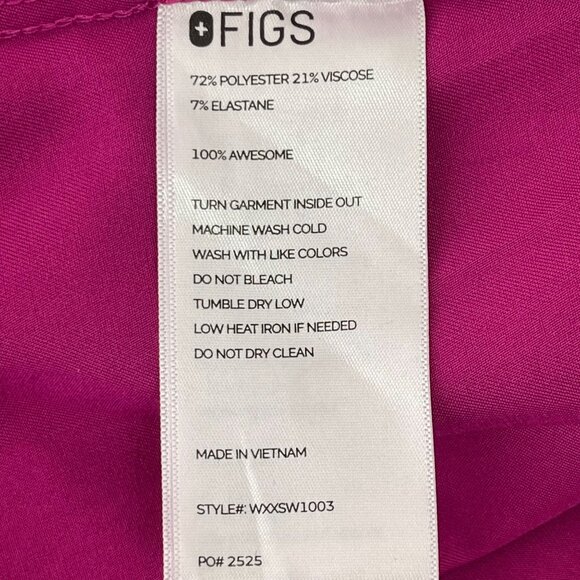 FIGS
72% POLYESTER 21% VISCOSE
7% ELASTANE
100% AWESOME
TURN GARMENT INSIDE OUT
MACHINE WASH COLD
WASH WITH LIKE COLORS
DO NOT BLEACH
TUMBLE DRY LOW
LOW HEAT IRON IF NEEDED
DO NOT DRY CLEAN
MADE IN VIETNAM
STYLE#: WXXSW1003
PO# 2525